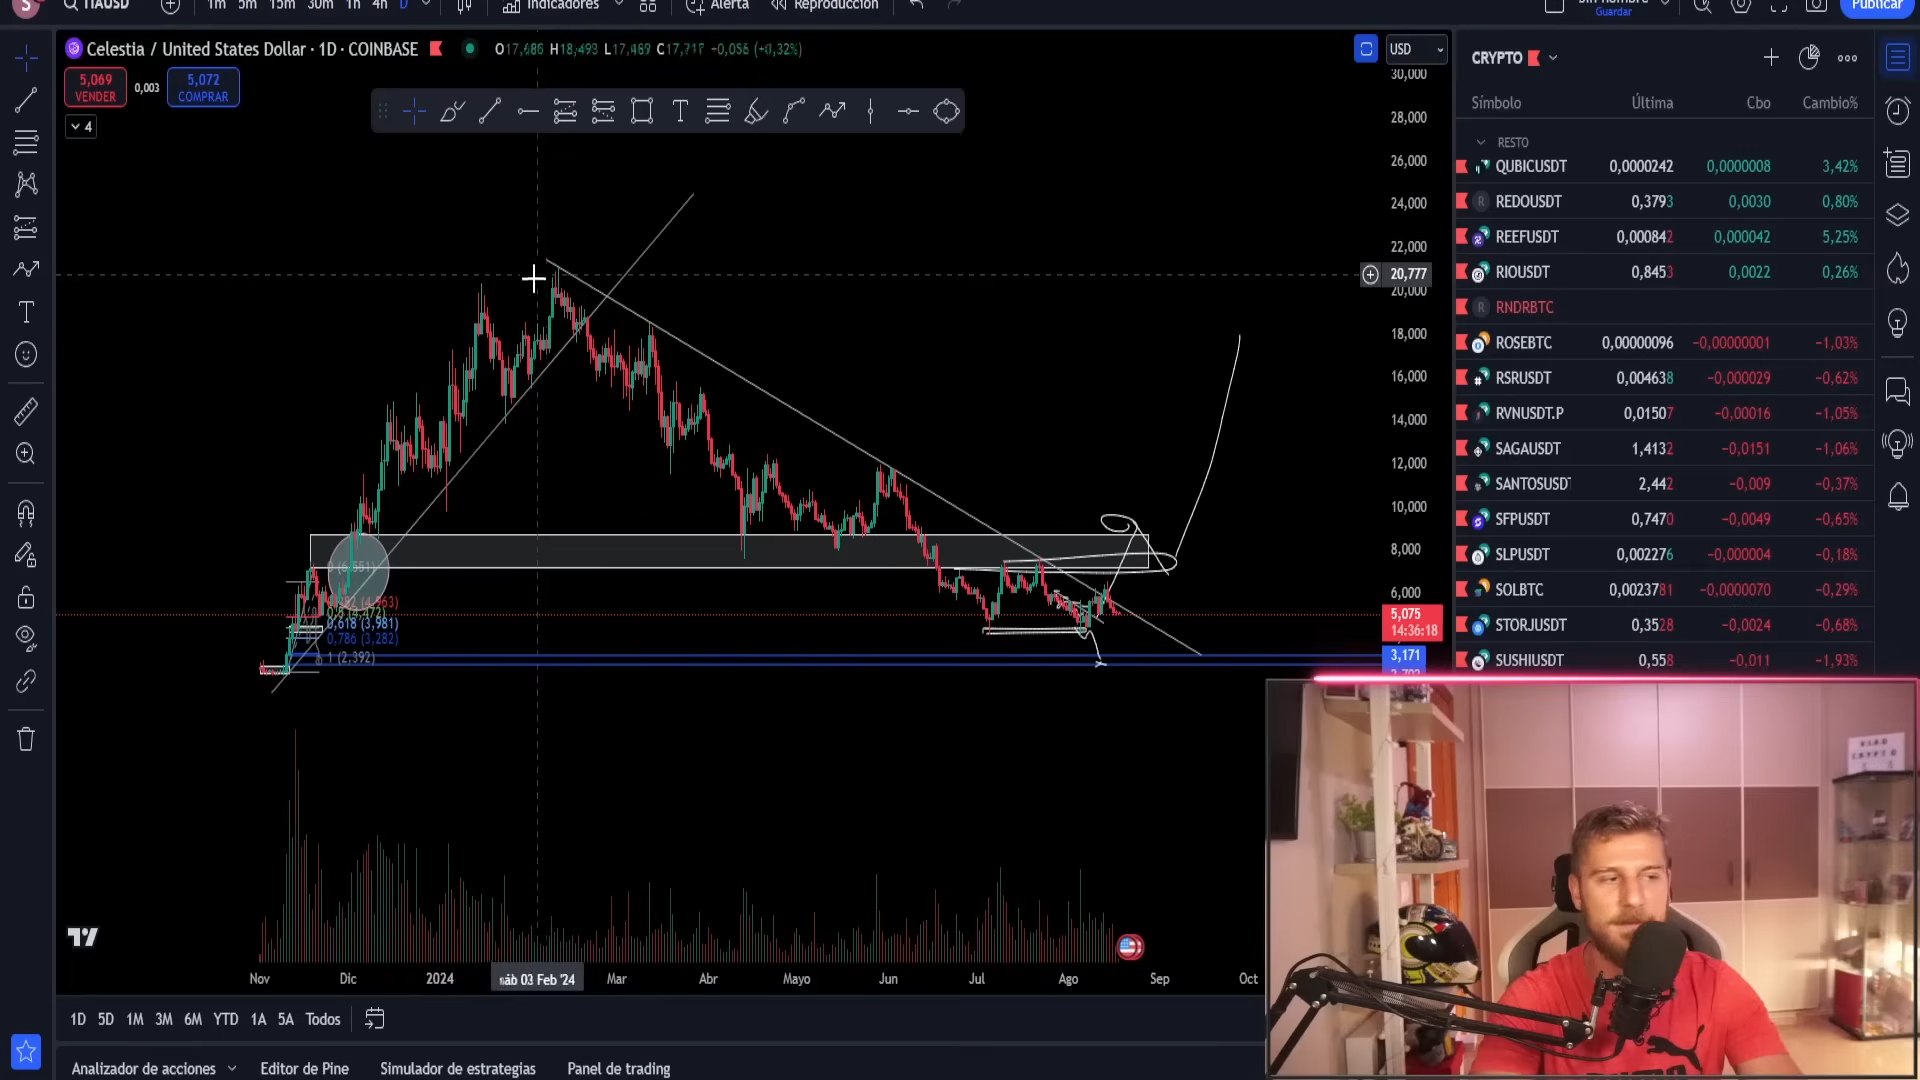 S TIAUSD 1m 5m 15m 30m 1h 4h D Indicadores Alerta Reproducción Sin nombre Guardar Publicar
Celestia / United States Dollar · 1D · COINBASE
USD
5,069 VENDER
0,003
5,072 COMPRAR
4
30,000
28,000
26,000
24,000
22,000
20,777
20,000
18,000
16,000
14,000
12,000
10,000
8,000
6,000
5,075
14:36:18
3,171
0 (6,551)
0,5 (4,472)
0,618 (3,981)
0,786 (3,282)
1 (2,392)
Nov Dic 2024 sáb 03 Feb '24 Mar Abr Mayo Jun Jul Ago Sep Oct
1D 5D 1M 3M 6M YTD 1A 5A Todos
Analizador de acciones Editor de Pine Simulador de estrategias Panel de trading
CRYPTO
Símbolo Última Cbo Cambio%
RESTO
QUBICUSDT 0,0000242 0,0000008 3,42%
REDOUSDT 0,3793 0,0030 0,80%
REEFUSDT 0,000842 0,000042 5,25%
RIOUSDT 0,8453 0,0022 0,26%
RNDRBTC
ROSEBTC 0,00000096 −0,00000001 −1,03%
RSRUSDT 0,004638 −0,000029 −0,62%
RVNUSDT.P 0,01507 −0,00016 −1,05%
SAGAUSDT 1,4132 −0,0151 −1,06%
SANTOSUSDT 2,442 −0,009 −0,37%
SFPUSDT 0,7470 −0,0049 −0,65%
SLPUSDT 0,002276 −0,000004 −0,18%
SOLBTC 0,0023781 −0,0000070 −0,29%
STORJUSDT 0,3528 −0,0024 −0,68%
SUSHIUSDT 0,558 −0,011 −1,93%